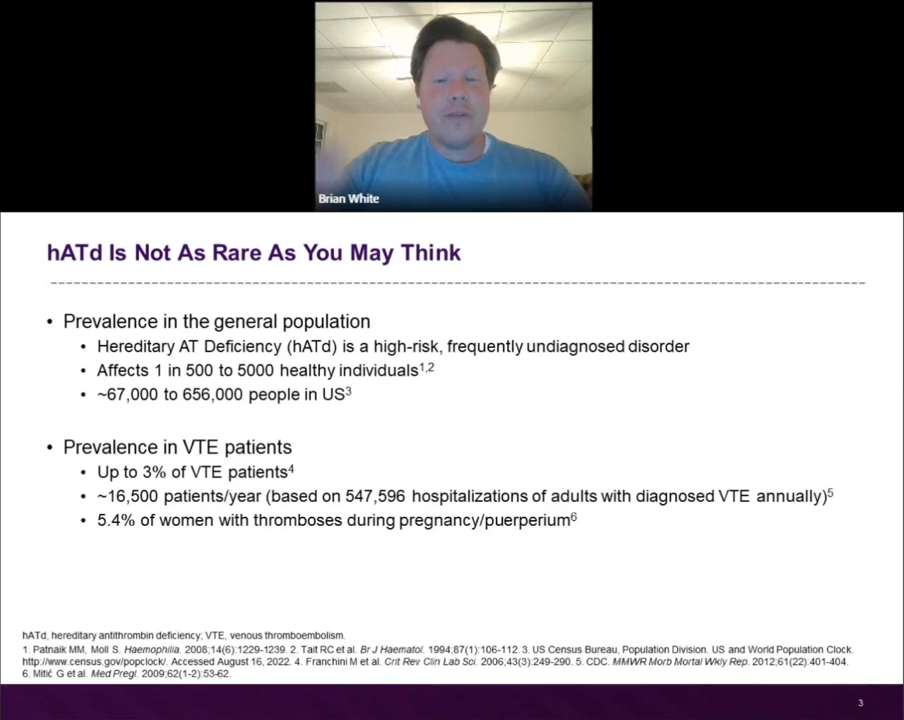 Brian White
hATd Is Not As Rare As You May Think
• Prevalence in the general population
• Hereditary AT Deficiency (hATd) is a high-risk, frequently undiagnosed disorder
• Affects 1 in 500 to 5000 healthy individuals1,2
• ~67,000 to 656,000 people in US3
• Prevalence in VTE patients
• Up to 3% of VTE patients4
• ~16,500 patients/year (based on 547,596 hospitalizations of adults with diagnosed VTE annually)5
• 5.4% of women with thromboses during pregnancy/puerperium6
hATd, hereditary antithrombin deficiency; VTE, venous thromboembolism.
1. Patnaik MM, Moll S. Haemophilia. 2008;14(6):1229-1239. 2. Tait RC et al. Br J Haematol. 1994;87(1):106-112. 3. US Census Bureau, Population Division. US and World Population Clock.
http://www.census.gov/popclock/. Accessed August 16, 2022. 4. Franchini M et al. Crit Rev Clin Lab Sci. 2006;43(3):249-290. 5. CDC. MMWR Morb Mortal Wkly Rep. 2012;61(22):401-404.
6. Mitić G et al. Med Pregl. 2009;62(1-2):53-62.
3